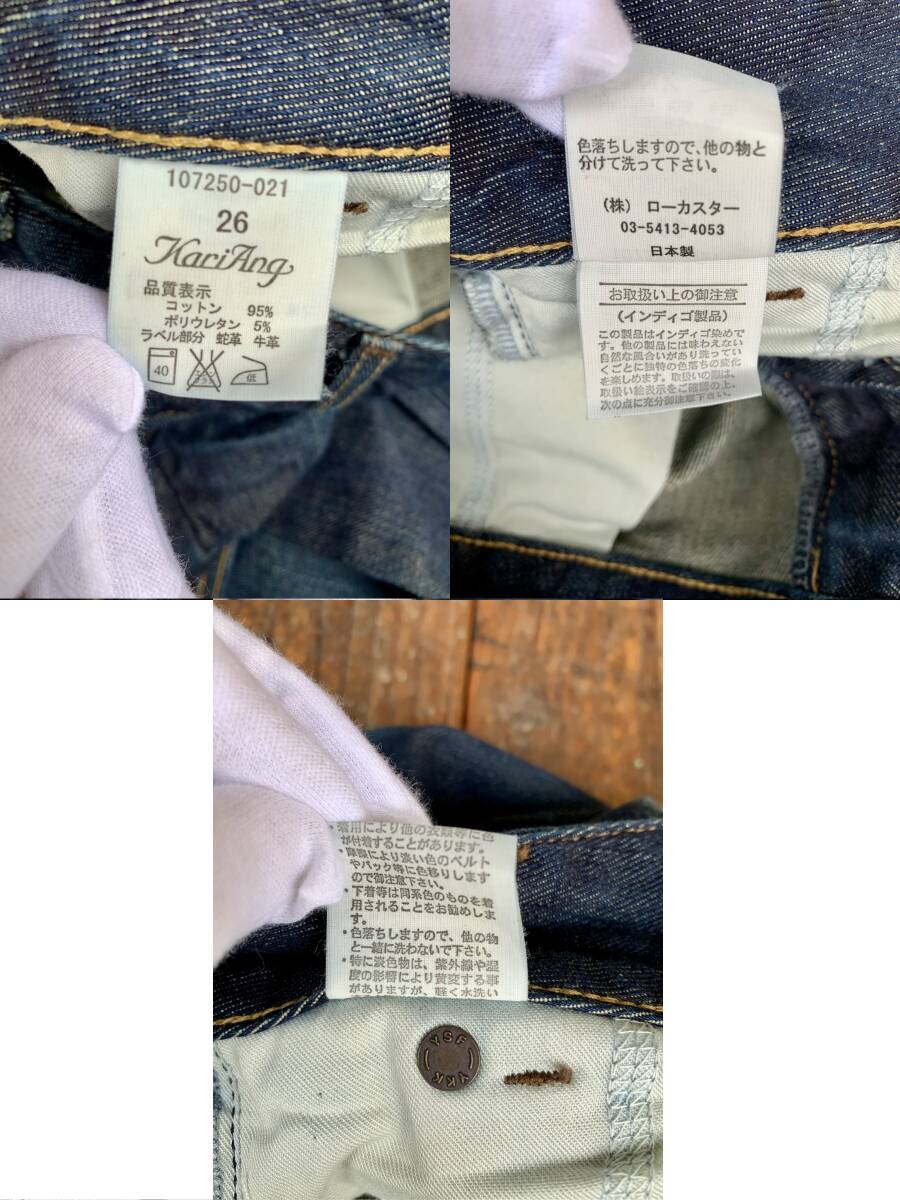 107250-021
26
KariAng
品質表示
コットン 95%
ポリウレタン 5%
ラベル部分 蛇革 牛革
40
低
色落ちしますので、他の物と
分けて洗って下さい。
(株) ローカスター
03-5413-4053
日本製
お取扱い上の御注意
(インディゴ製品)
この製品はインディゴ染めで
す。他の製品には味わえない
自然な風合いがあり洗ってい
くごとに独特の色落ちの変化
を楽しめます。取扱いの際は、
取扱い絵表示をご確認の上、
次の点に充分御注意下さい。
・着用により他の衣類等に色
が付着することがあります。
・摩擦により淡い色のベルト
やバック等に色移りします
ので御注意下さい。
・下着等は同系色のものを着
用されることをお勧めしま
す。
・色落ちしますので、他の物
と一緒に洗わないで下さい。
・特に淡色物は、紫外線や湿
度の影響により黄変する事
がありますが、軽く水洗い
YSF
YKK